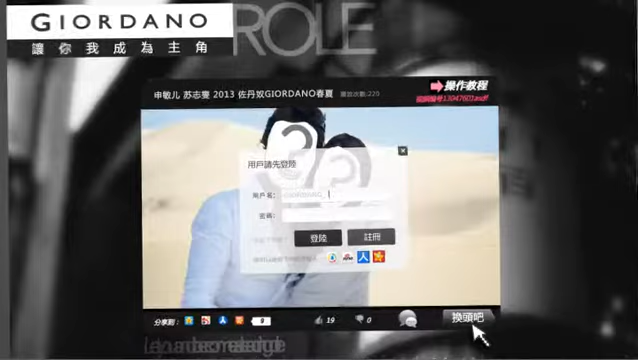 GIORDANO
讓你我成為主角
ROLE
操作教程
申敏儿 苏志燮 2013 佐丹奴GIORDANO春夏
用戶請先登陸
用戶名:
密碼:
登陸 註冊
分享到:
19
0
換頭吧